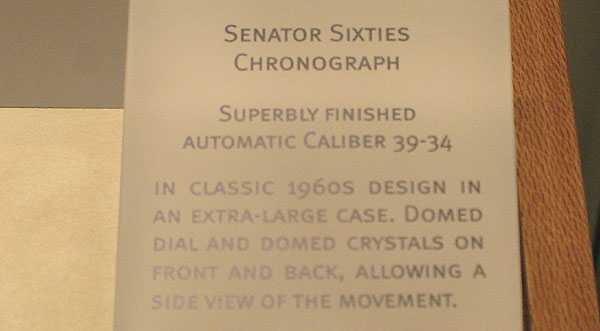 Senator Sixties
Chronograph
Superbly finished
automatic Caliber 39-34
in classic 1960s design in
an extra-large case. Domed
dial and domed crystals on
front and back, allowing a
side view of the movement.